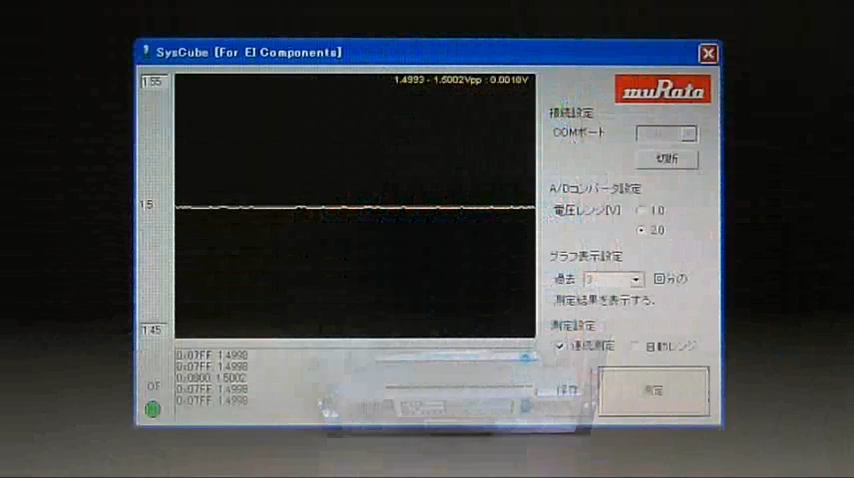 SysCube [For EI Components]
1.55
1.4993 - 1.5002Vpp : 0.0010V
muRata
接続設定
COMポート
切断
A/Dコンバータ設定
1.5
電圧レンジ[V]
1.0
2.0
グラフ表示設定
過去 3 回分の
測定結果を表示する.
測定設定
1.45
連続測定
自動レンジ
0x07FF 1.4998
0x07FF 1.4998
0x0800 1.5002
0x07FF 1.4998
0x07FF 1.4998
OF
保存
測定